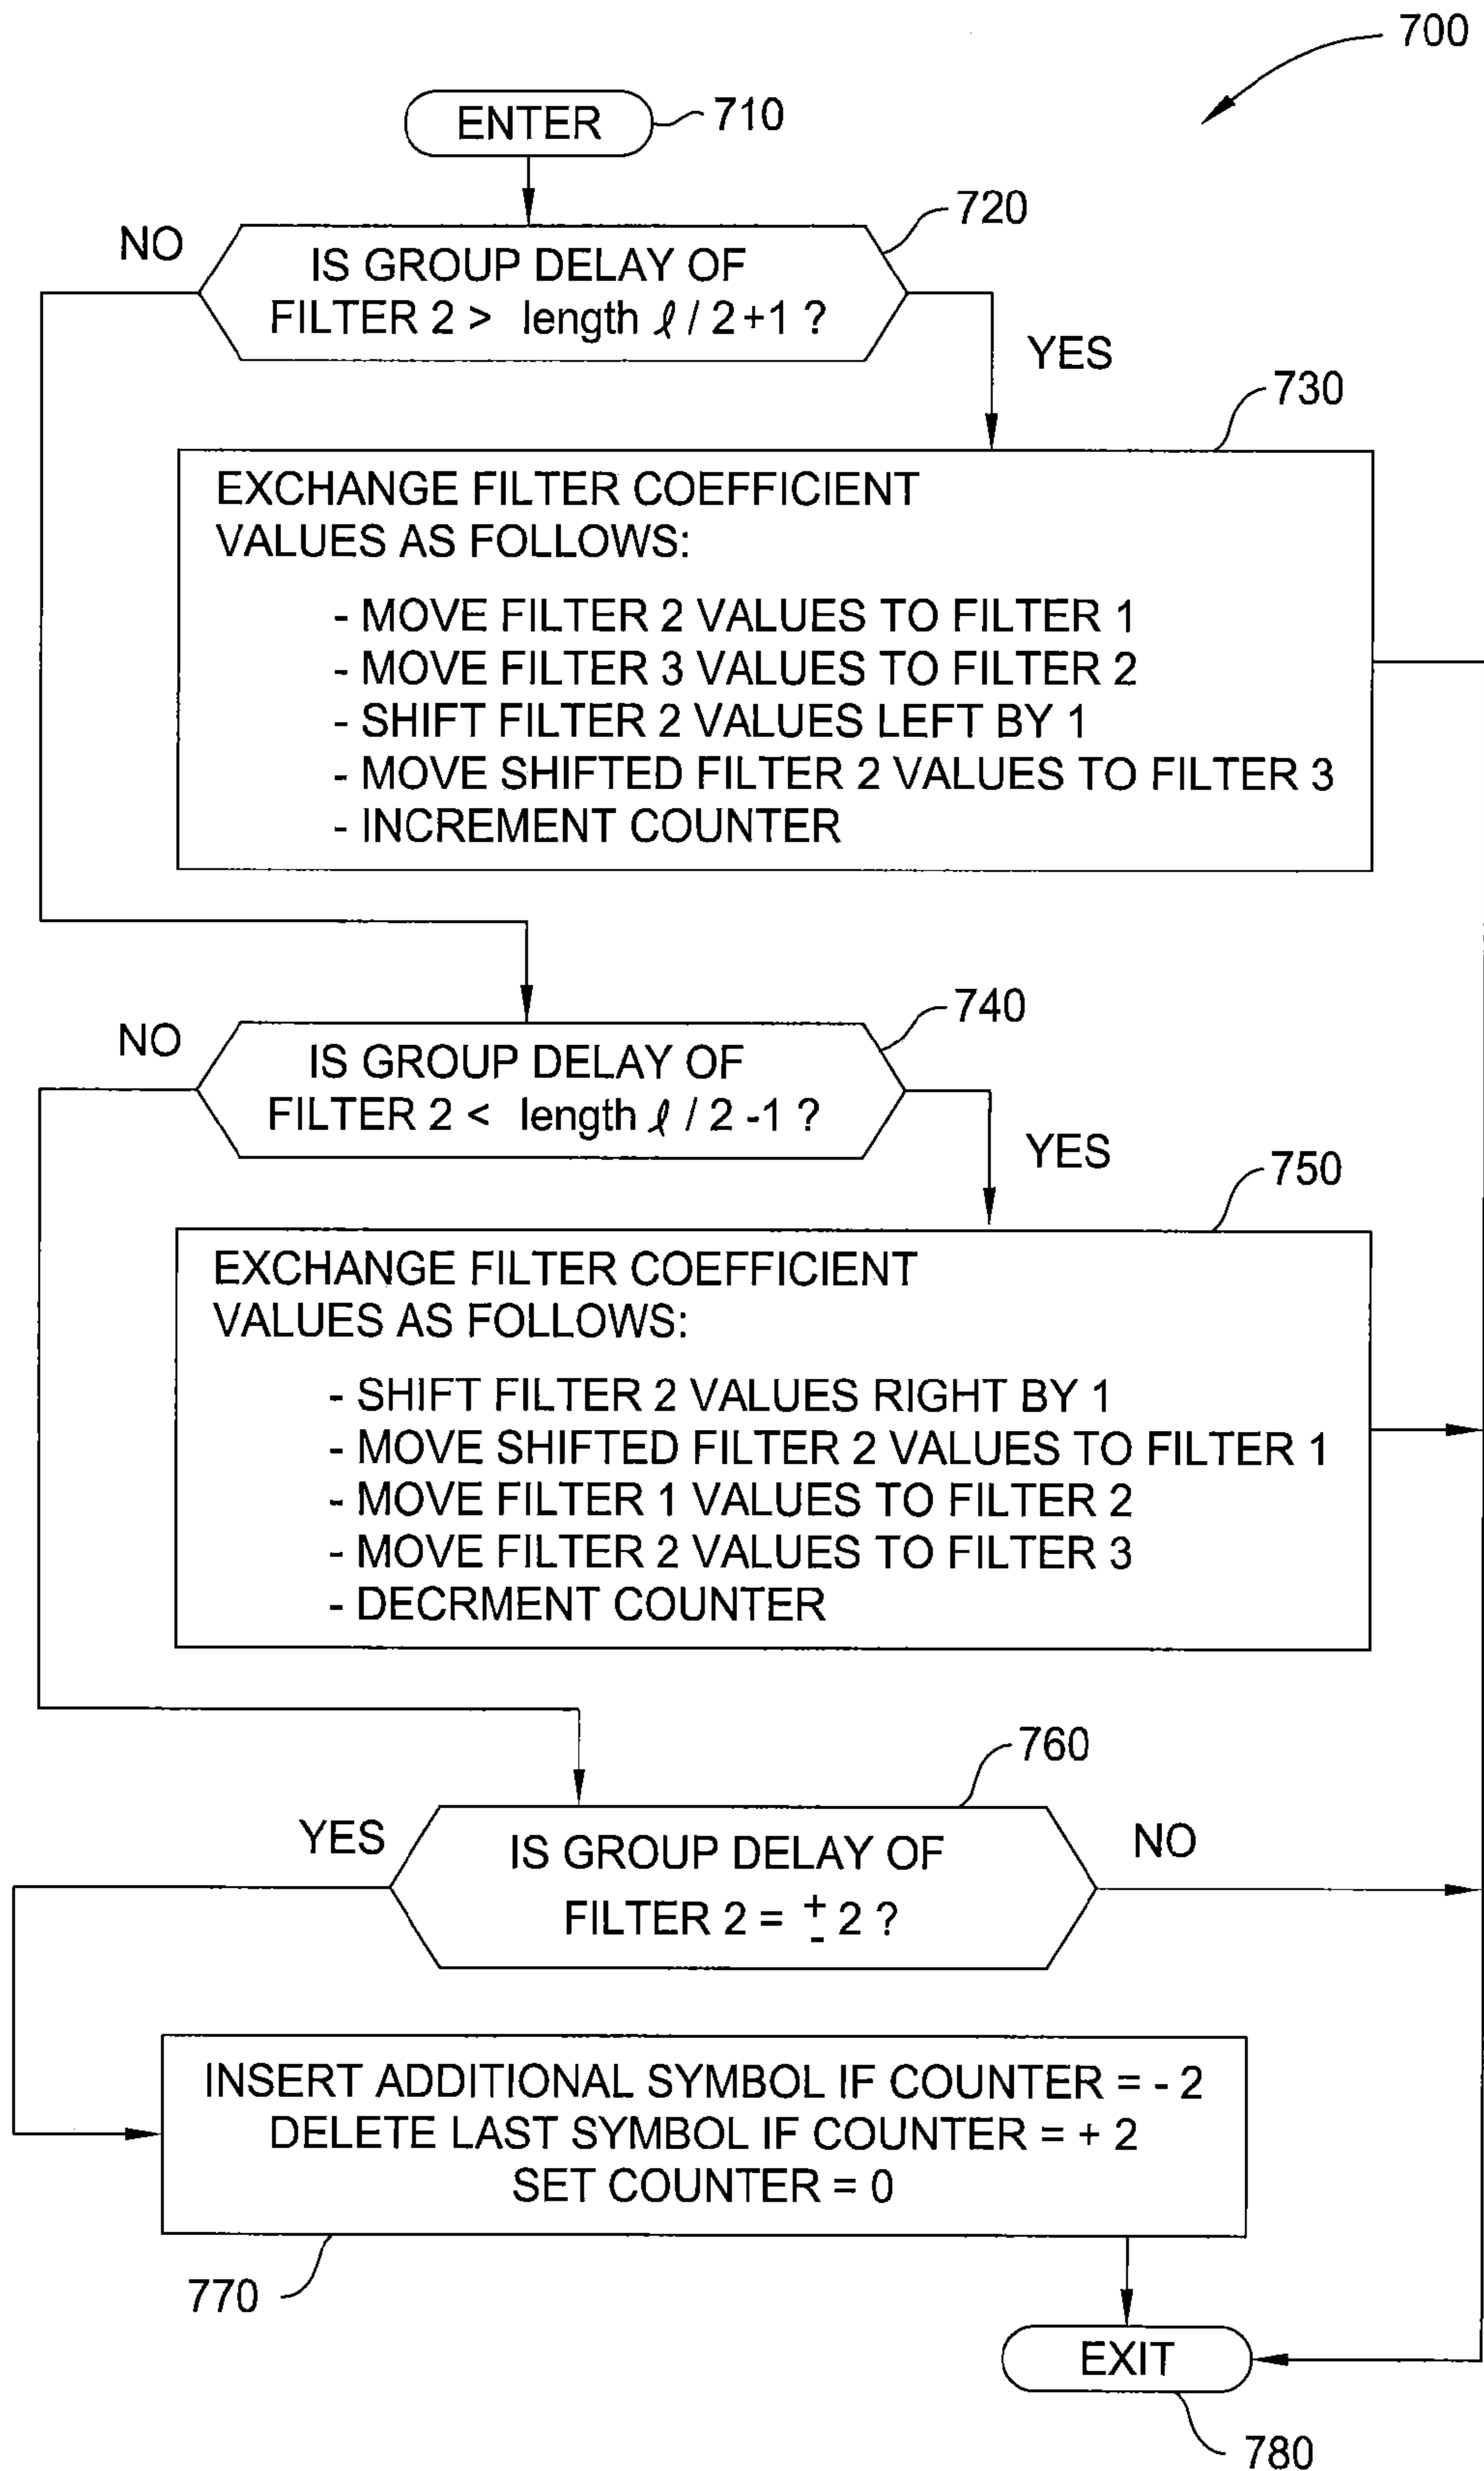 700
ENTER
710
720
NO
IS GROUP DELAY OF
FILTER 2 > length ℓ / 2+1 ?
YES
730
EXCHANGE FILTER COEFFICIENT
VALUES AS FOLLOWS:
- MOVE FILTER 2 VALUES TO FILTER 1
- MOVE FILTER 3 VALUES TO FILTER 2
- SHIFT FILTER 2 VALUES LEFT BY 1
- MOVE SHIFTED FILTER 2 VALUES TO FILTER 3
- INCREMENT COUNTER
740
NO
IS GROUP DELAY OF
FILTER 2 < length ℓ / 2 -1 ?
YES
750
EXCHANGE FILTER COEFFICIENT
VALUES AS FOLLOWS:
- SHIFT FILTER 2 VALUES RIGHT BY 1
- MOVE SHIFTED FILTER 2 VALUES TO FILTER 1
- MOVE FILTER 1 VALUES TO FILTER 2
- MOVE FILTER 2 VALUES TO FILTER 3
- DECRMENT COUNTER
760
YES
IS GROUP DELAY OF
NO
FILTER 2 = ± 2 ?
INSERT ADDITIONAL SYMBOL IF COUNTER = - 2
DELETE LAST SYMBOL IF COUNTER = + 2
SET COUNTER = 0
770
EXIT
780